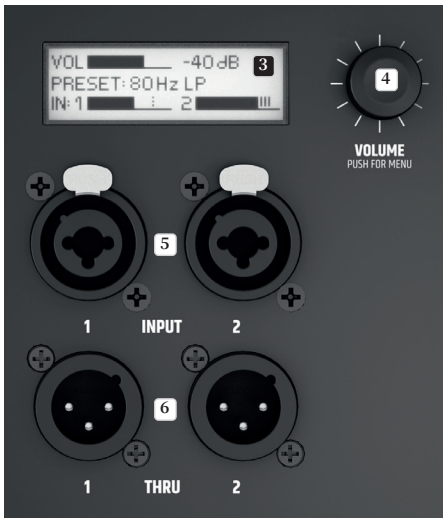 VOL -40dB 3
PRESET: 80Hz LP
IN: 1 2
4
VOLUME
PUSH FOR MENU
5
1 INPUT 2
6
1 THRU 2